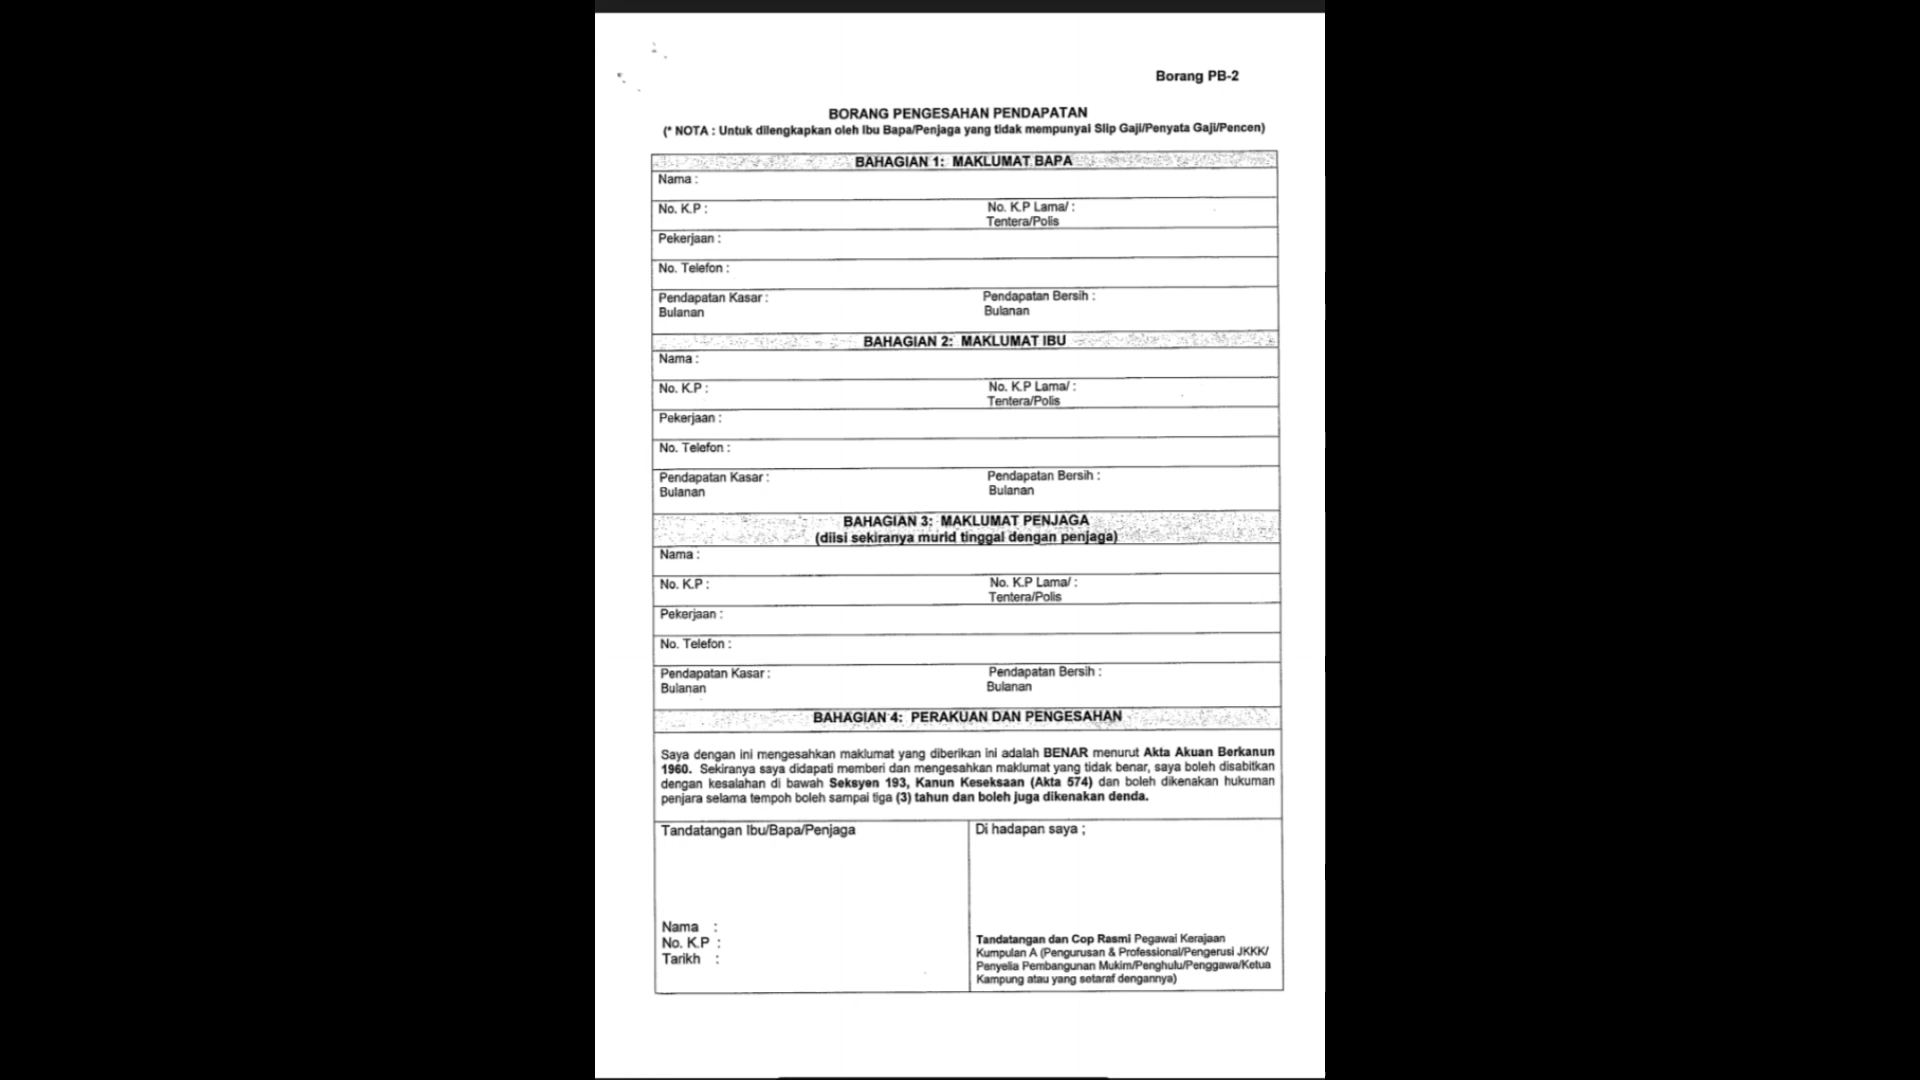 Borang PB-2
BORANG PENGESAHAN PENDAPATAN
(* NOTA : Untuk dilengkapkan oleh Ibu Bapa/Penjaga yang tidak mempunyai Slip Gaji/Penyata Gaji/Pencen)
BAHAGIAN 1: MAKLUMAT BAPA
Nama :
No. K.P :
No. K.P Lama/ :
Tentera/Polis
Pekerjaan :
No. Telefon :
Pendapatan Kasar :
Bulanan
Pendapatan Bersih :
Bulanan
BAHAGIAN 2: MAKLUMAT IBU
Nama :
No. K.P :
No. K.P Lama/ :
Tentera/Polis
Pekerjaan :
No. Telefon :
Pendapatan Kasar :
Bulanan
Pendapatan Bersih :
Bulanan
BAHAGIAN 3: MAKLUMAT PENJAGA
(diisi sekiranya murid tinggal dengan penjaga)
Nama :
No. K.P :
No. K.P Lama/ :
Tentera/Polis
Pekerjaan :
No. Telefon :
Pendapatan Kasar :
Bulanan
Pendapatan Bersih :
Bulanan
BAHAGIAN 4: PERAKUAN DAN PENGESAHAN
Saya dengan ini mengesahkan maklumat yang diberikan ini adalah BENAR menurut Akta Akuan Berkanun
1960. Sekiranya saya didapati memberi dan mengesahkan maklumat yang tidak benar, saya boleh disabitkan
dengan kesalahan di bawah Seksyen 193, Kanun Keseksaan (Akta 574) dan boleh dikenakan hukuman
penjara selama tempoh boleh sampai tiga (3) tahun dan boleh juga dikenakan denda.
Tandatangan Ibu/Bapa/Penjaga
Nama :
No. K.P :
Tarikh :
Di hadapan saya ;
Tandatangan dan Cop Rasmi Pegawai Kerajaan
Kumpulan A (Pengurusan & Professional/Pengerusi JKKK/
Penyelia Pembangunan Mukim/Penghulu/Penggawa/Ketua
Kampung atau yang setaraf dengannya)